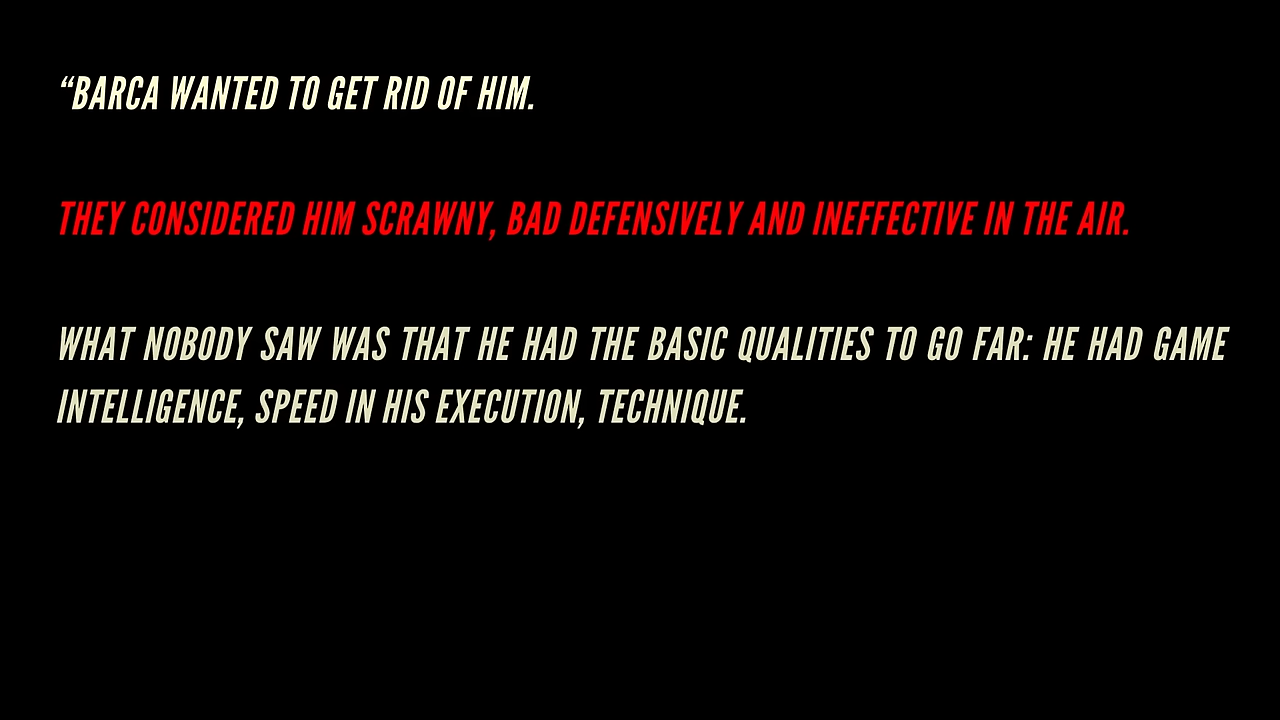 “BARCA WANTED TO GET RID OF HIM.
THEY CONSIDERED HIM SCRAWNY, BAD DEFENSIVELY AND INEFFECTIVE IN THE AIR.
WHAT NOBODY SAW WAS THAT HE HAD THE BASIC QUALITIES TO GO FAR: HE HAD GAME
INTELLIGENCE, SPEED IN HIS EXECUTION, TECHNIQUE.